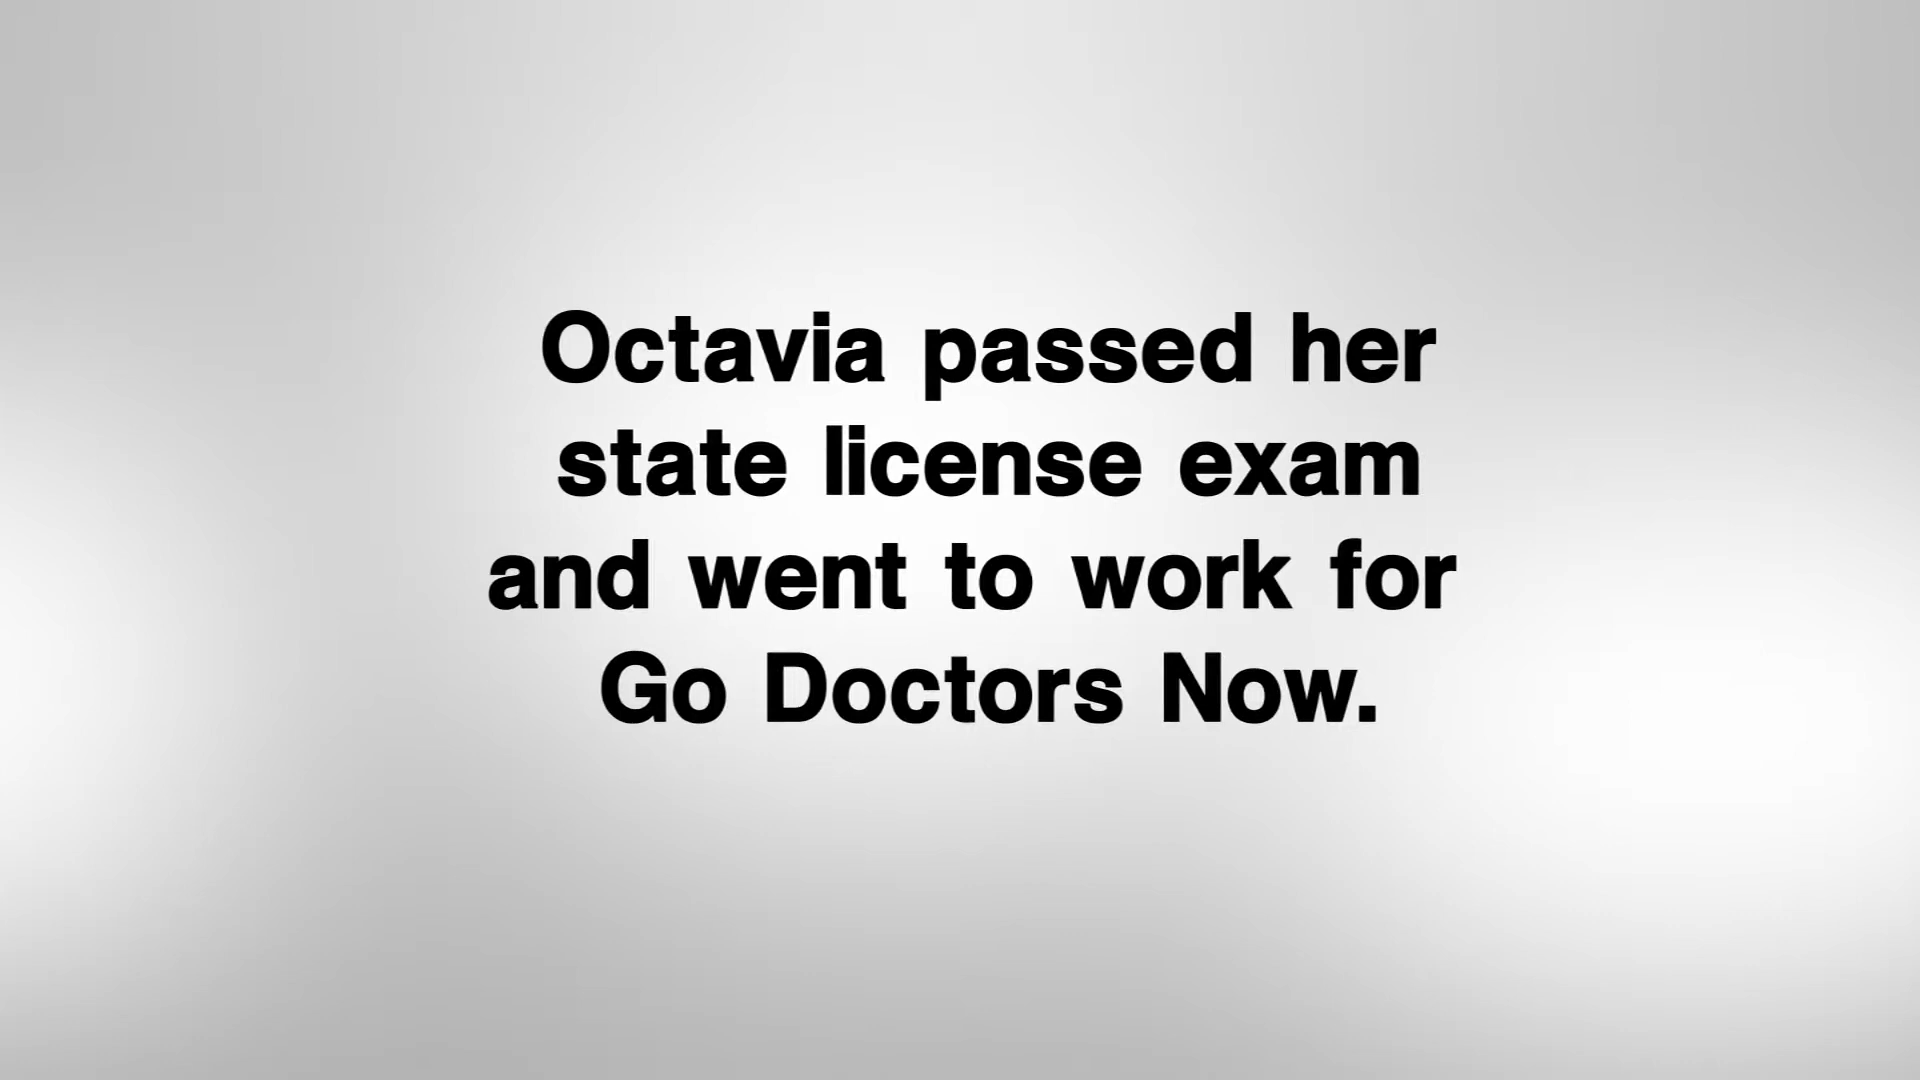 Octavia passed her
state license exam
and went to work for
Go Doctors Now.